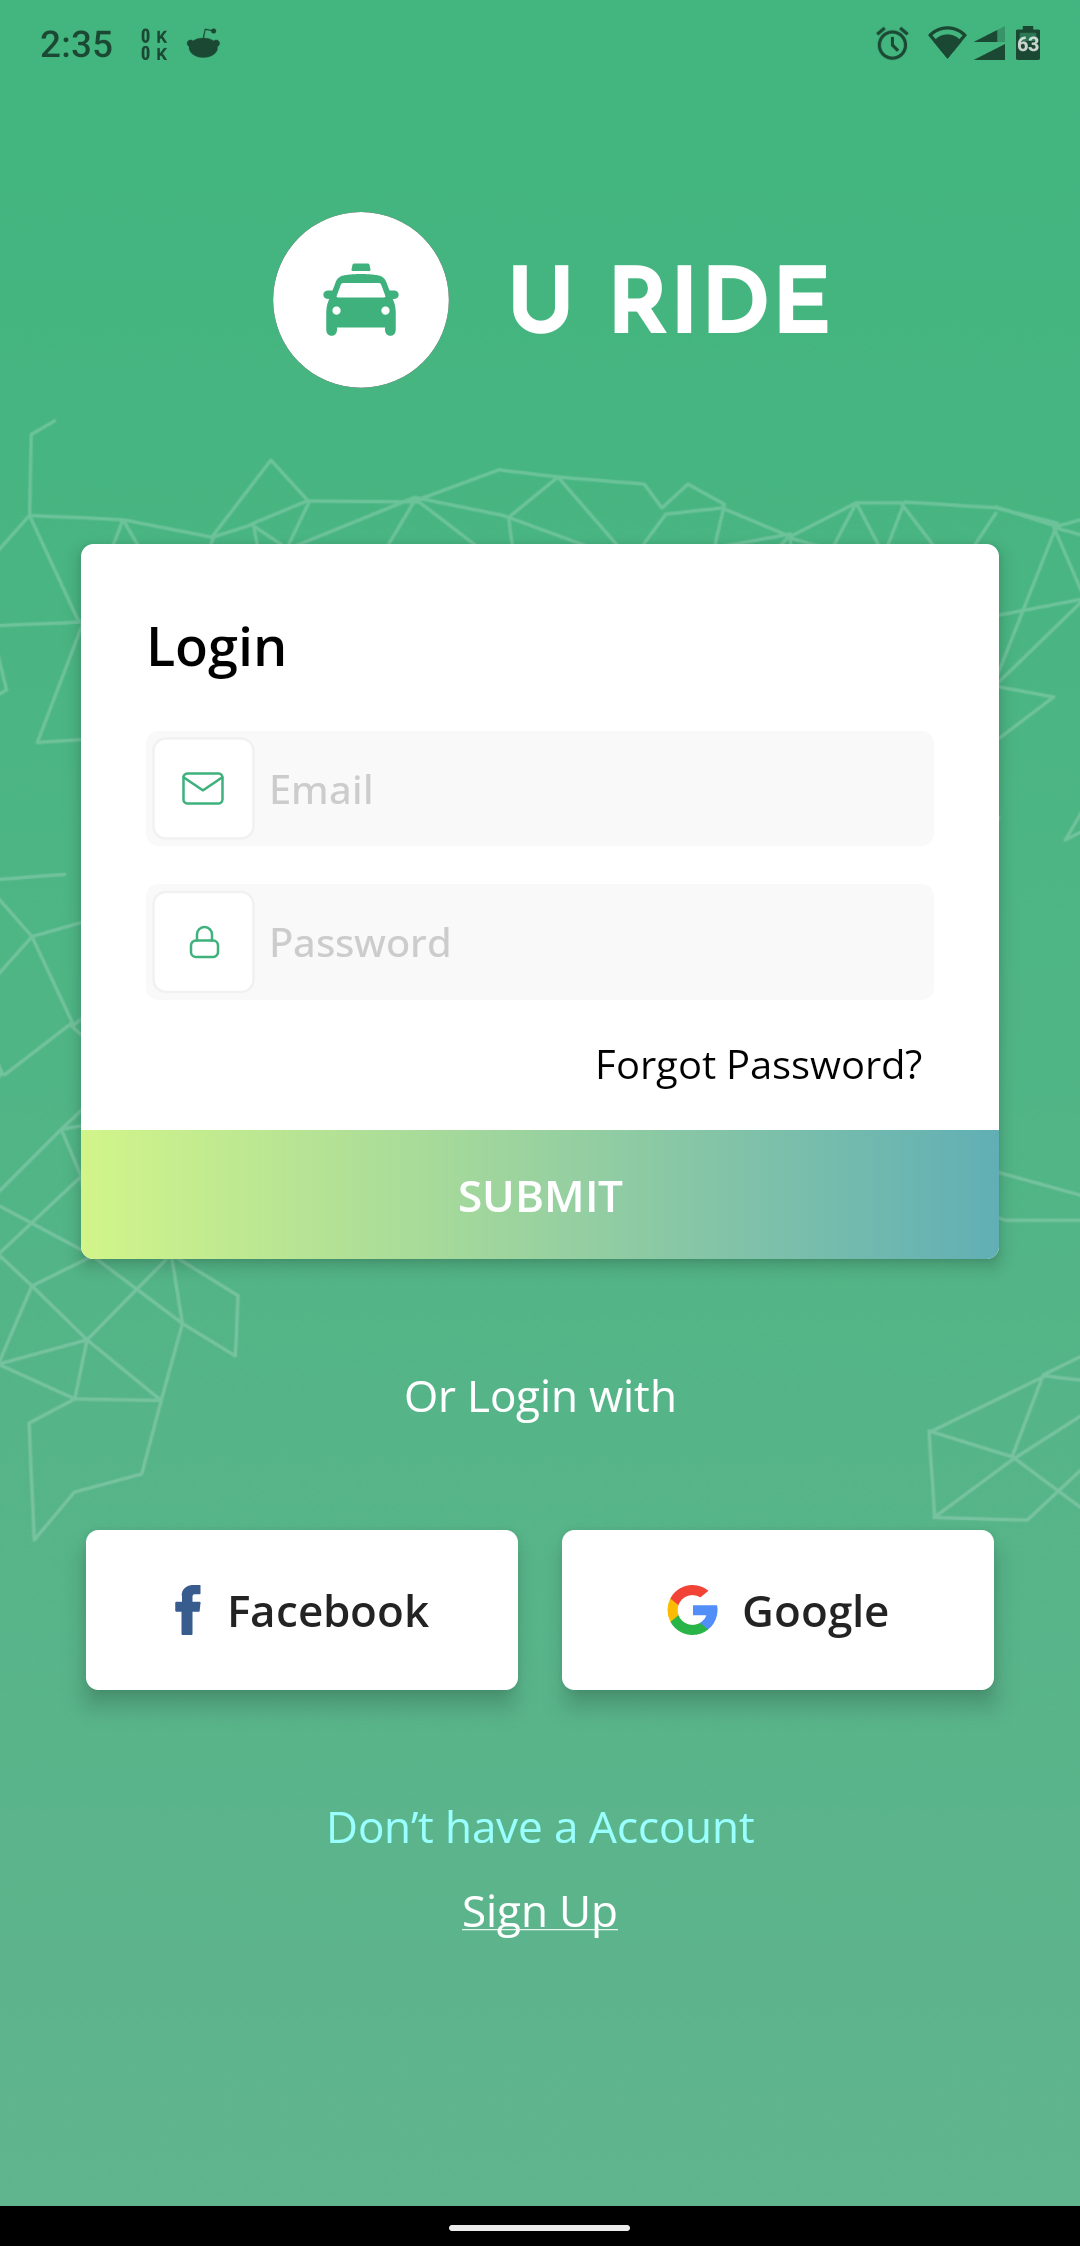 2:35 0 K 0 K 63
U RIDE
Login
Email
Password
Forgot Password?
SUBMIT
Or Login with
Facebook Google
Don’t have a Account
Sign Up